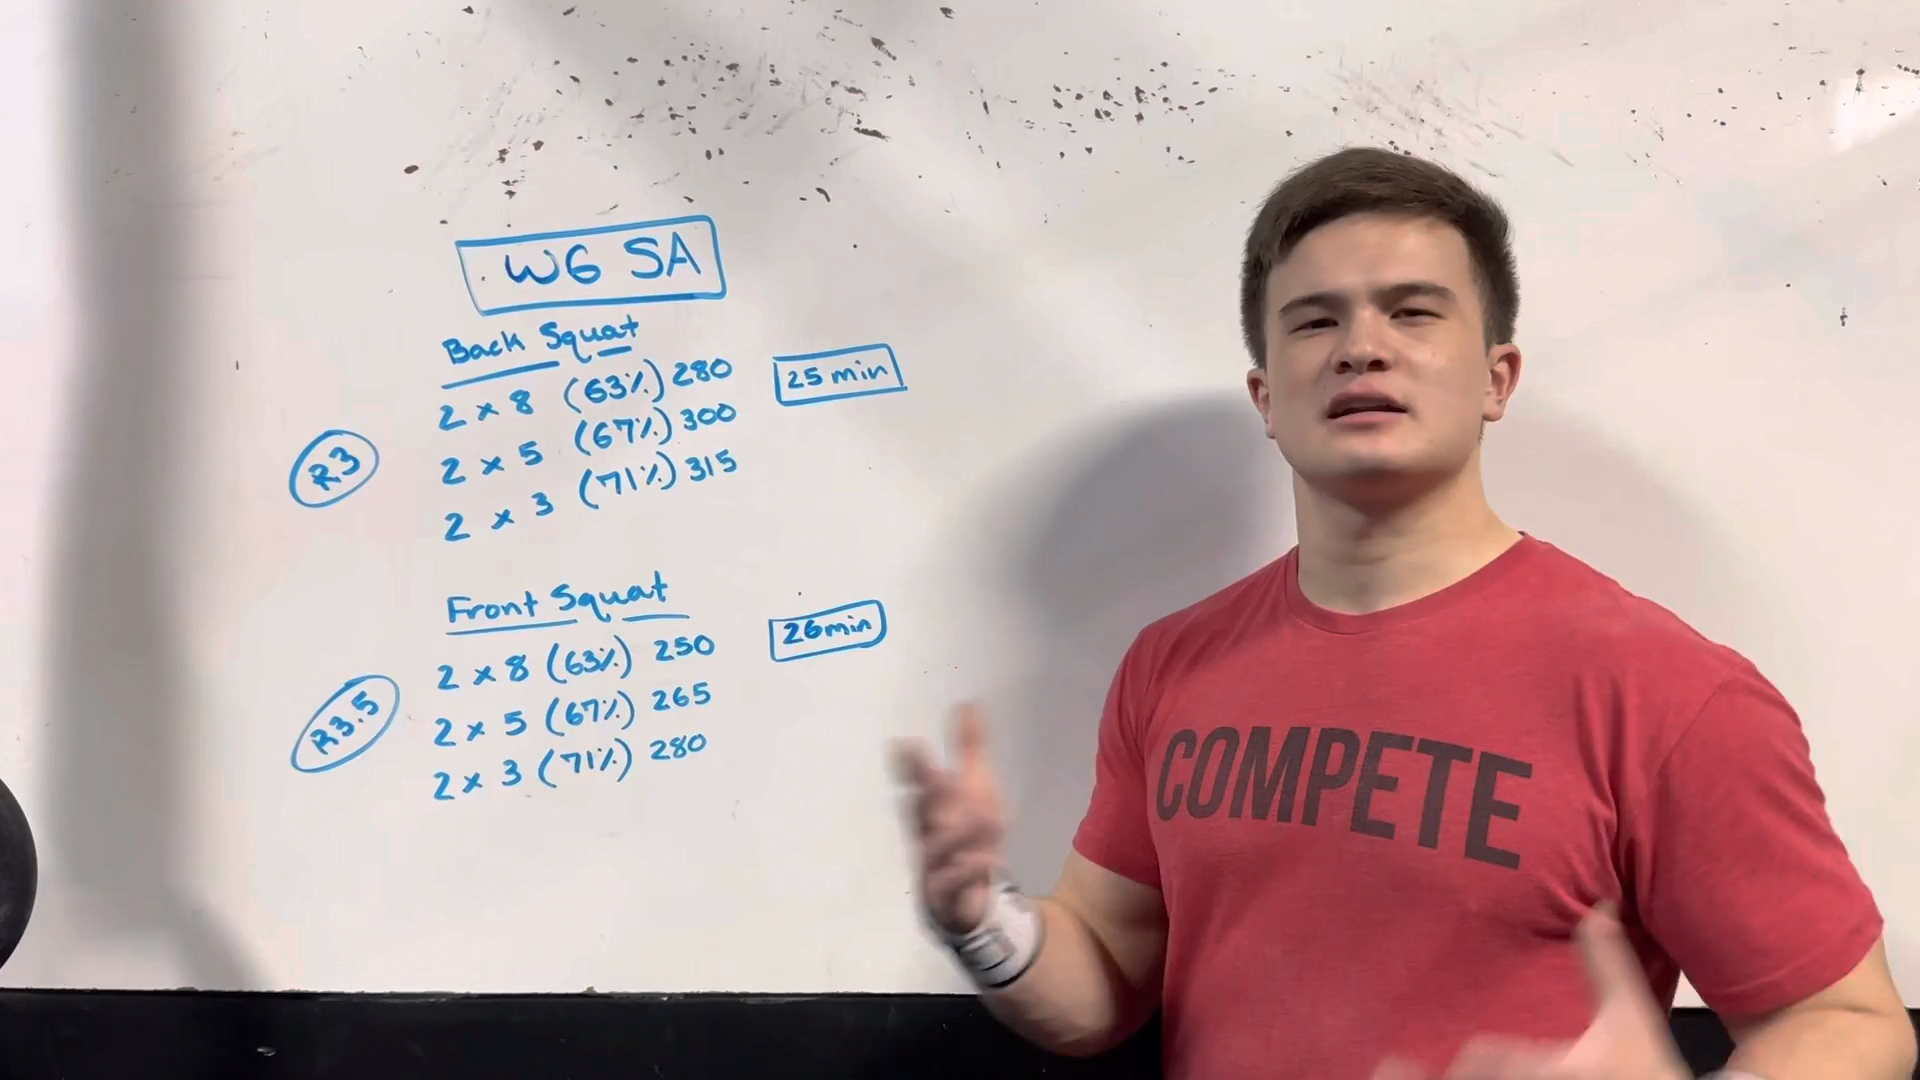 W6 SA
Back Squat
2 x 8 (63%) 280
2 x 5 (67%) 300
2 x 3 (71%) 315
25 min
R3
Front Squat
2 x 8 (63%) 250
2 x 5 (67%) 265
2 x 3 (71%) 280
26min
R3.5
COMPETE